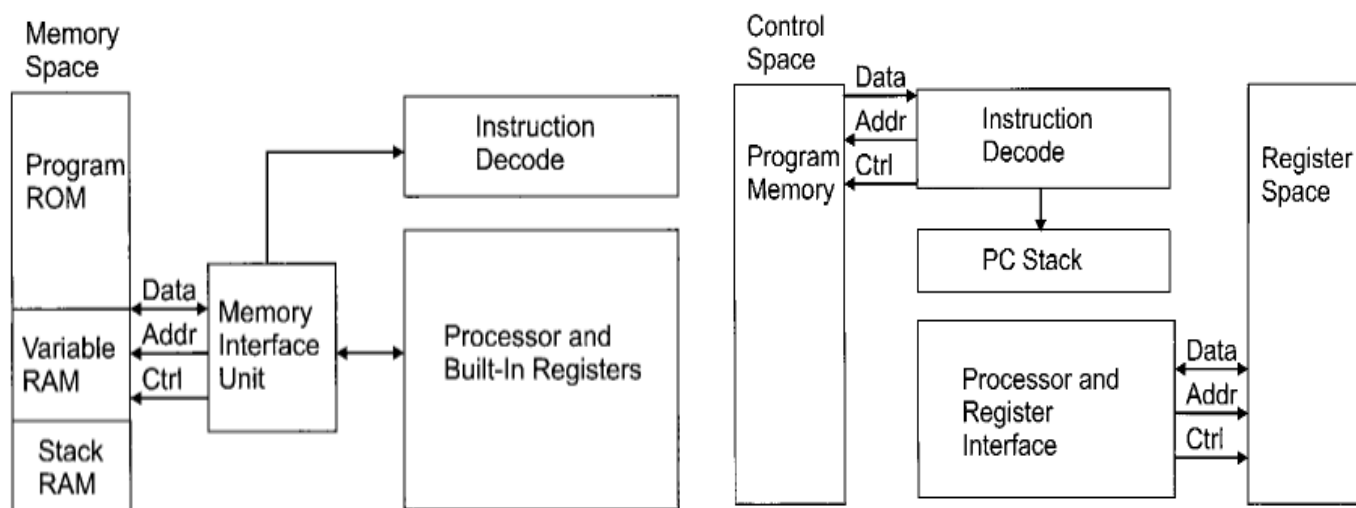 Memory
Space
Program
ROM
Variable
RAM
Stack
RAM
Data
Addr
Ctrl
Memory
Interface
Unit
Instruction
Decode
Processor and
Built-In Registers
Control
Space
Program
Memory
Data
Addr
Ctrl
Instruction
Decode
PC Stack
Processor and
Register
Interface
Data
Addr
Ctrl
Register
Space